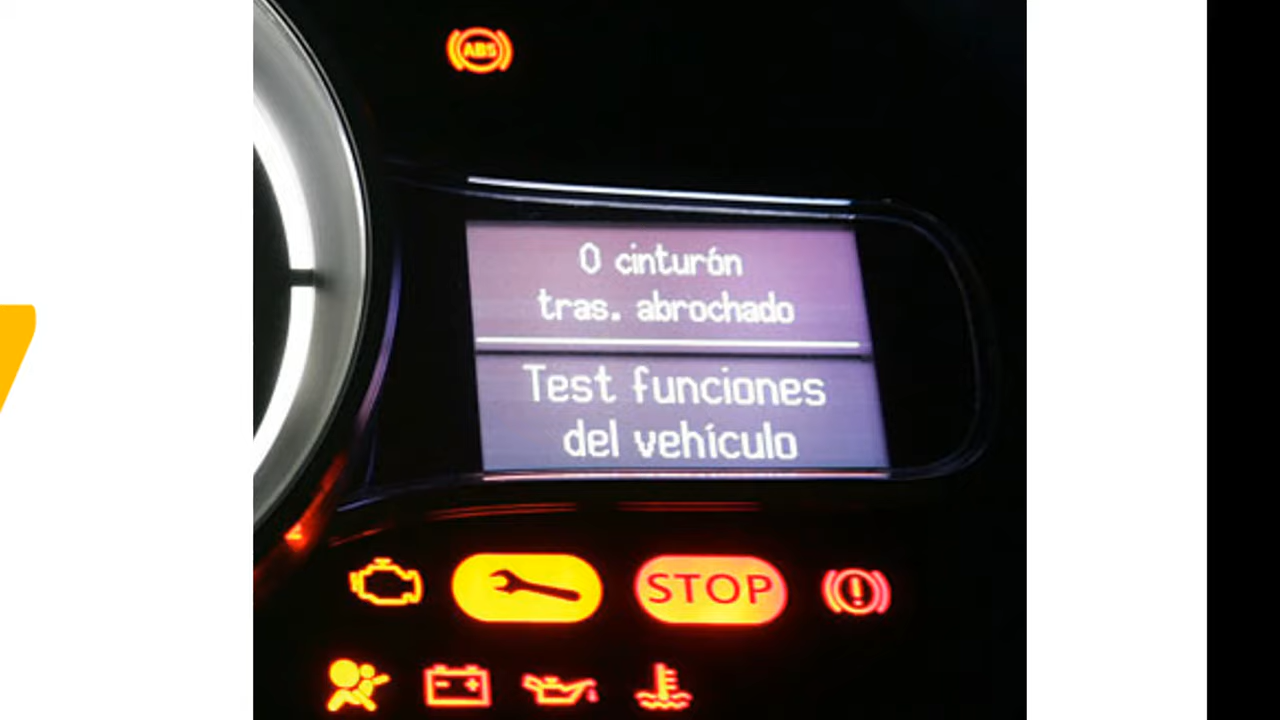 ABS
0 cinturón
tras. abrochado
Test funciones
del vehículo
STOP